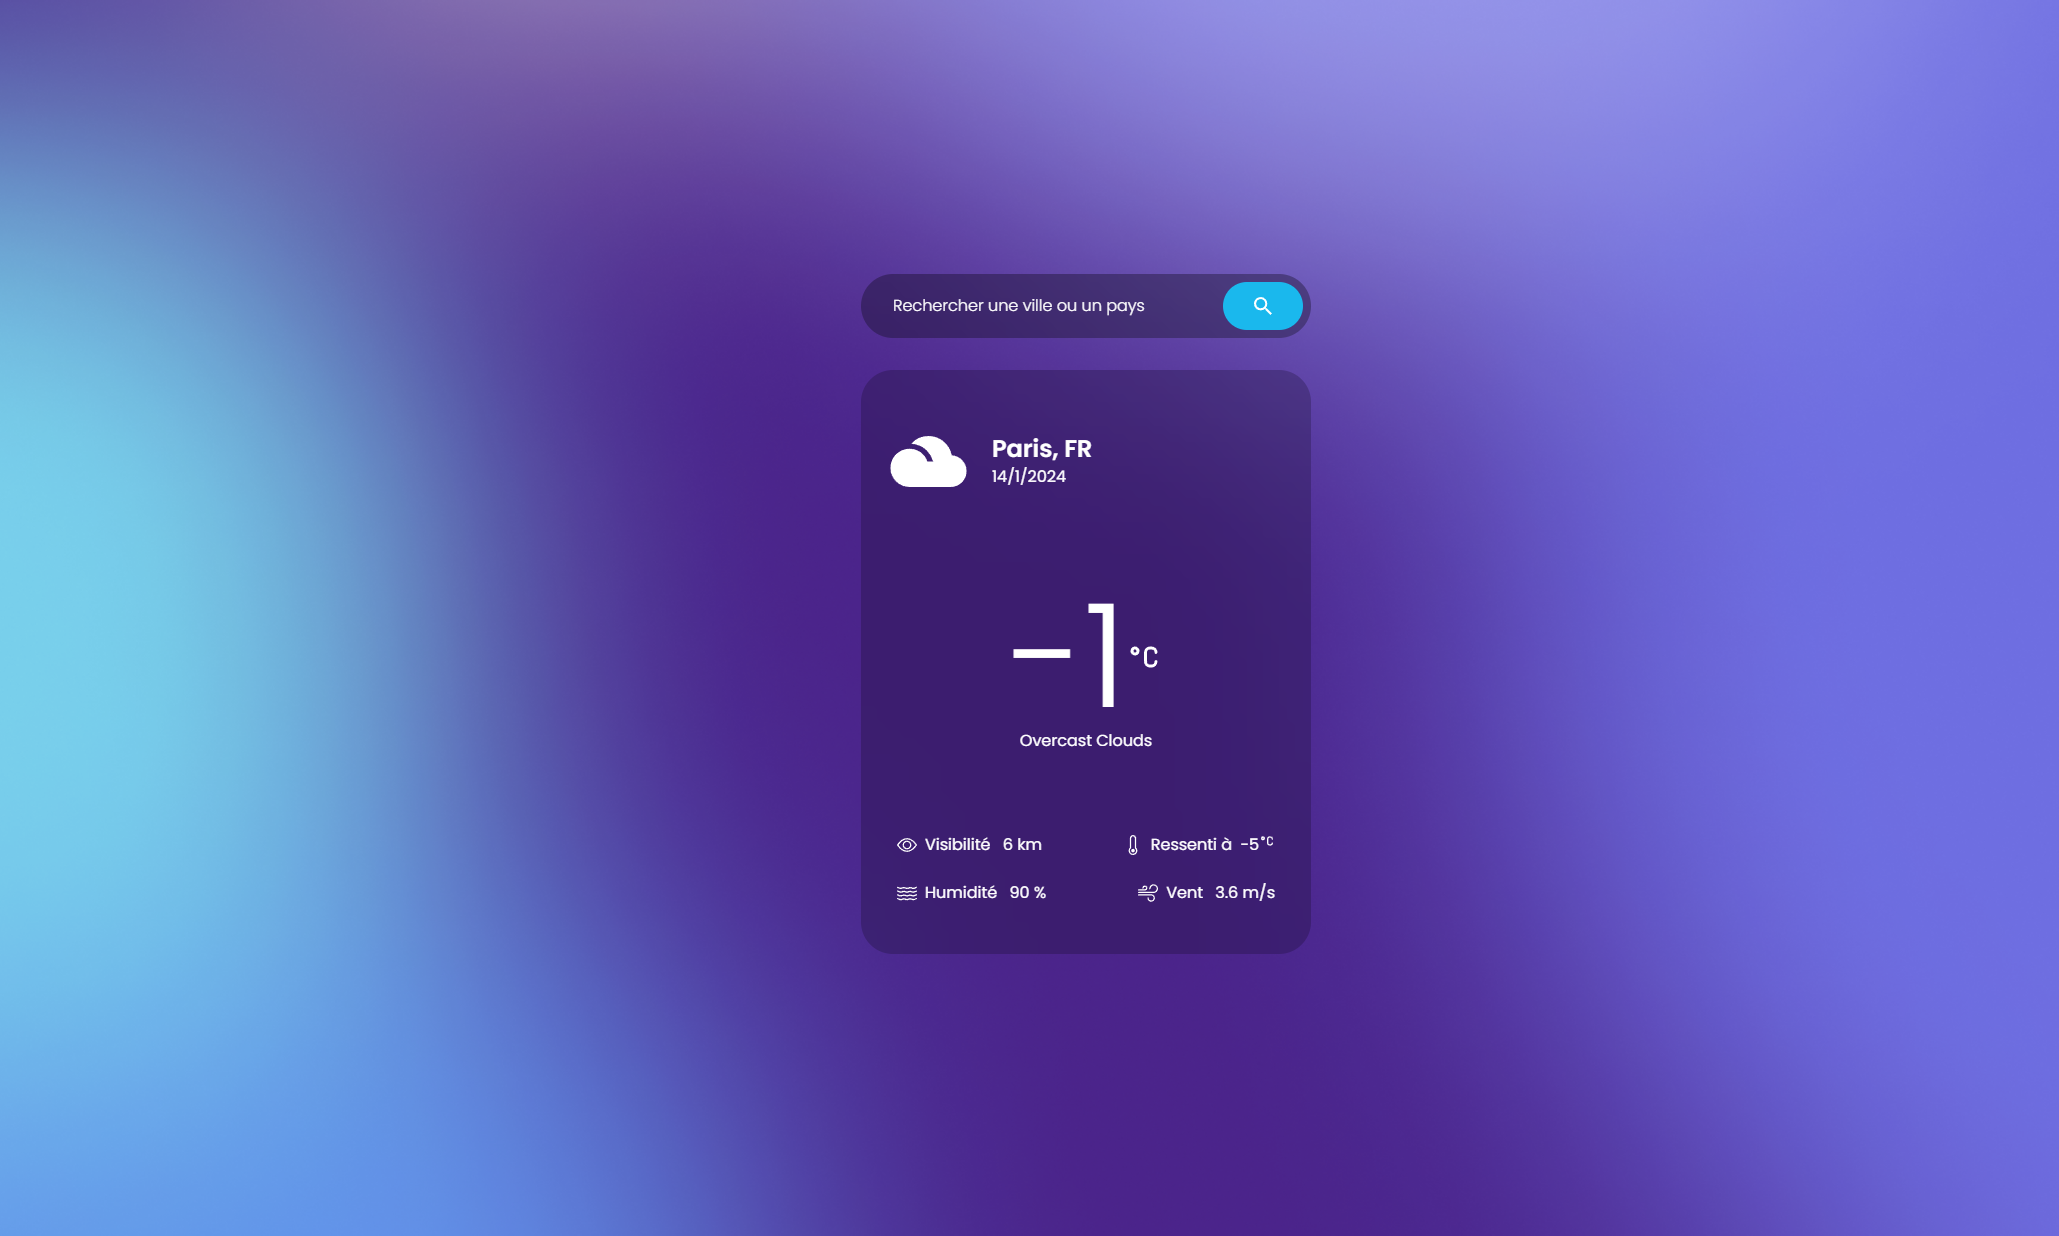 Rechercher une ville ou un pays
Paris, FR
14/1/2024
-1 °C
Overcast Clouds
Visibilité 6 km
Ressenti à -5°C
Humidité 90 %
Vent 3.6 m/s